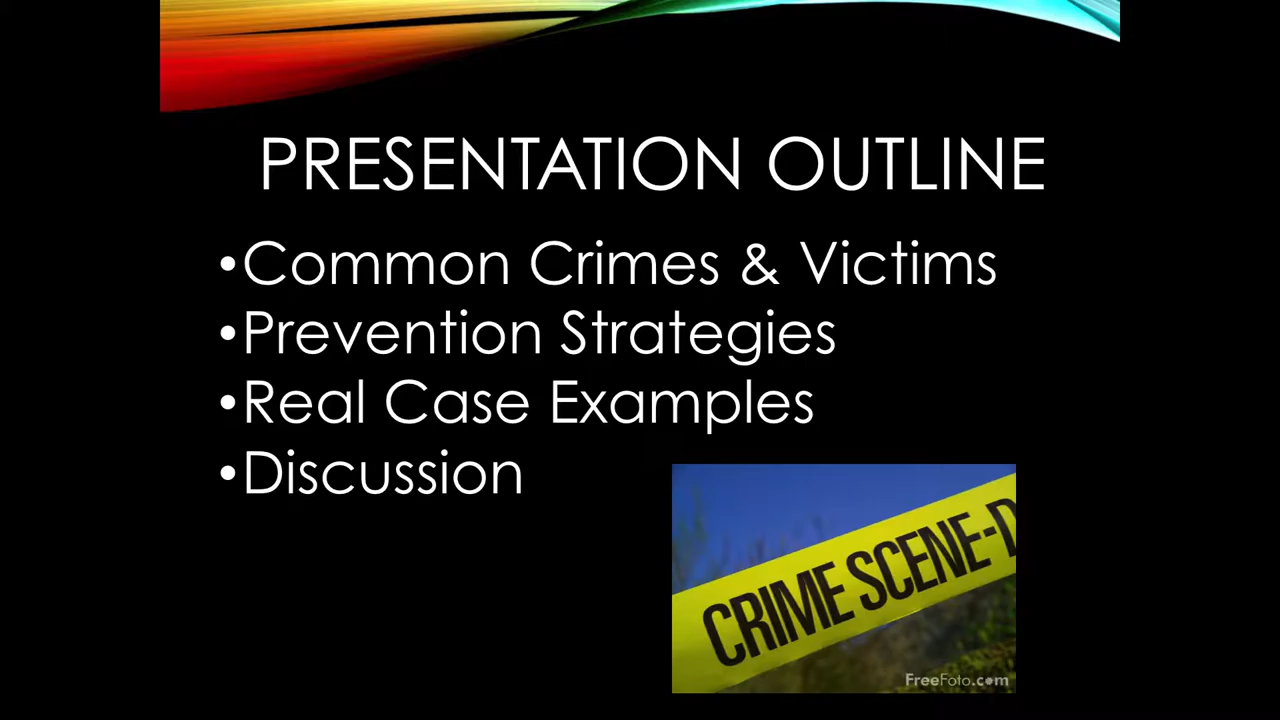 PRESENTATION OUTLINE
•Common Crimes & Victims
•Prevention Strategies
•Real Case Examples
•Discussion
CRIME SCENE-D
FreeFoto.com